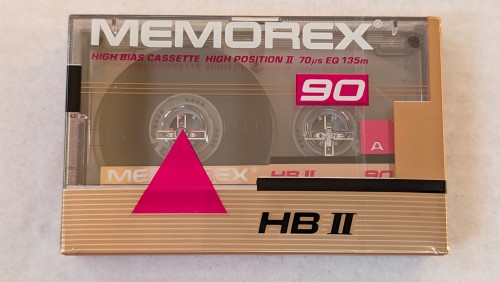 MEMOREX®
HIGH BIAS CASSETTE HIGH POSITION II 70µs EQ 135m
90
A
MEMOREX HB II 90
HB II